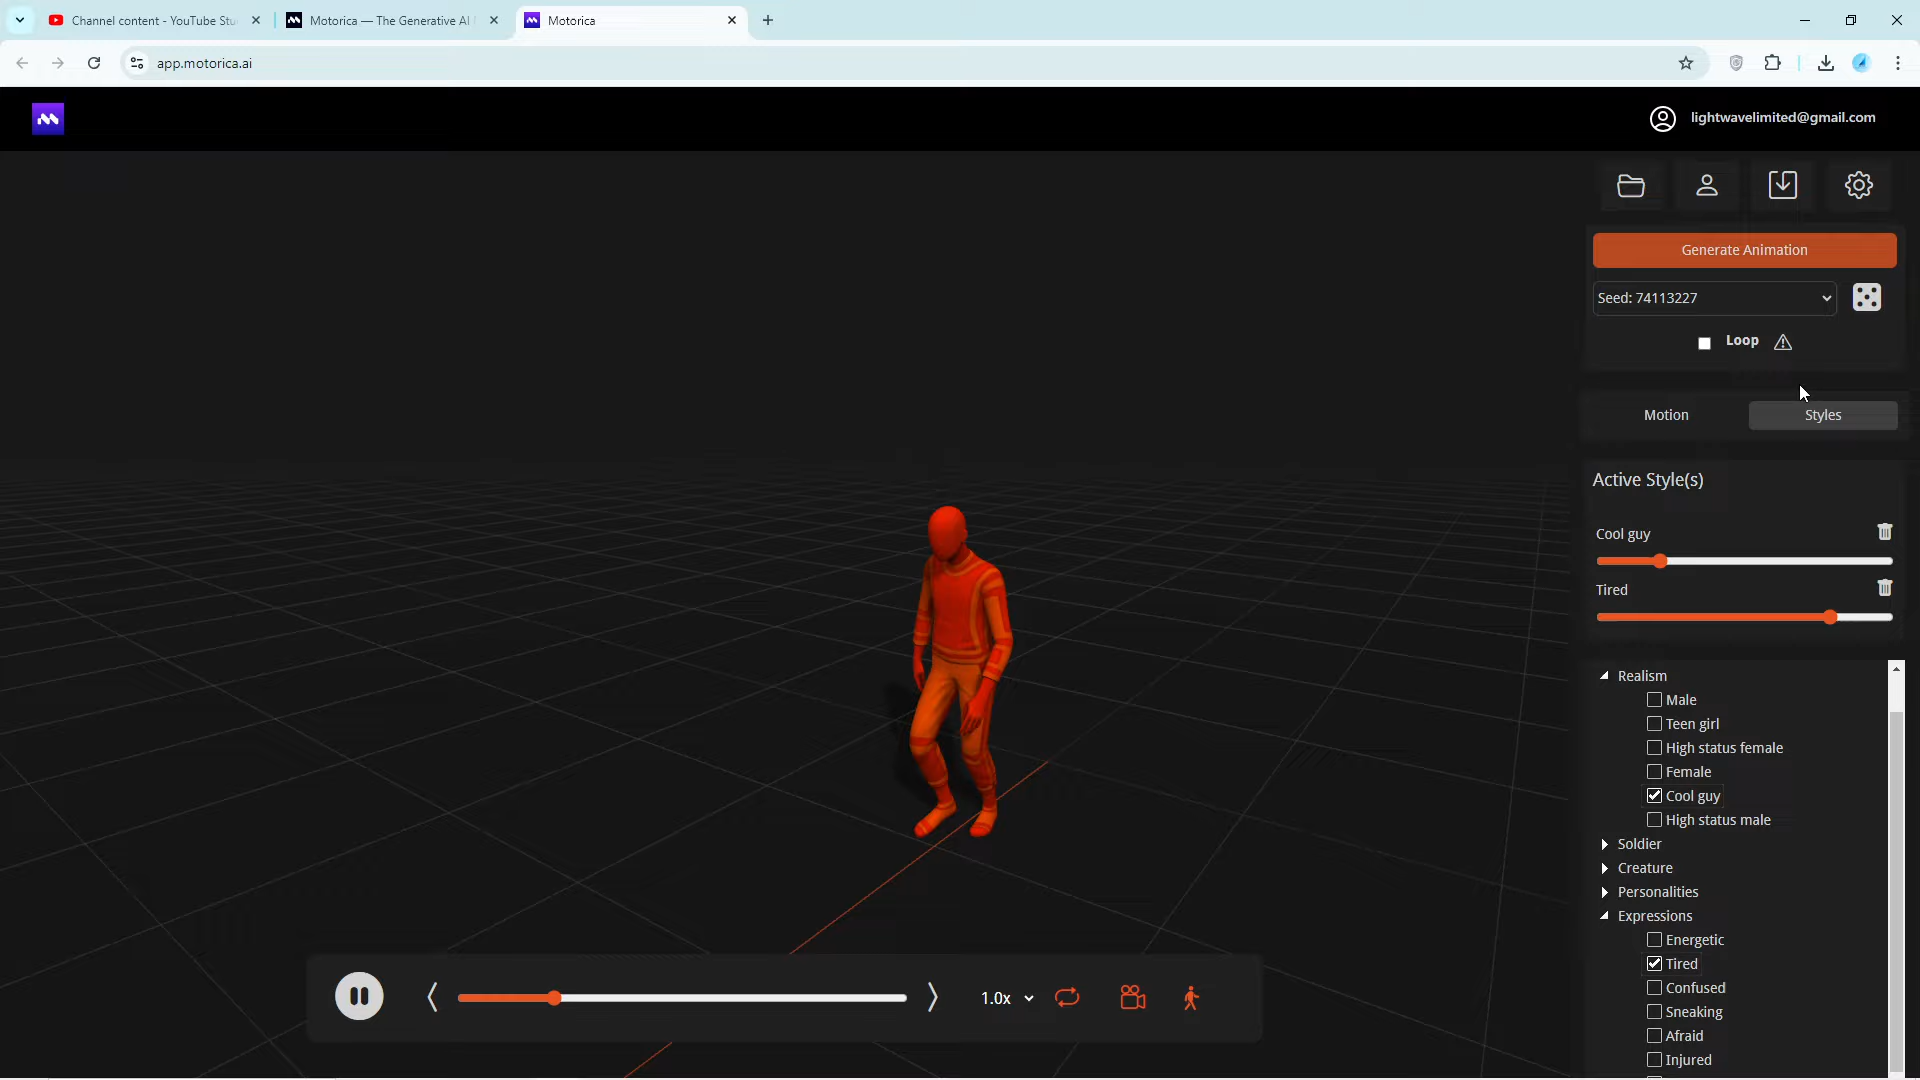 Channel content - YouTube Stu
Motorica — The Generative AI
Motorica
app.motorica.ai
lightwavelimited@gmail.com
Generate Animation
Seed: 74113227
Loop
Motion
Styles
Active Style(s)
Cool guy
Tired
Realism
Male
Teen girl
High status female
Female
Cool guy
High status male
Soldier
Creature
Personalities
Expressions
Energetic
Tired
Confused
Sneaking
Afraid
Injured
1.0x